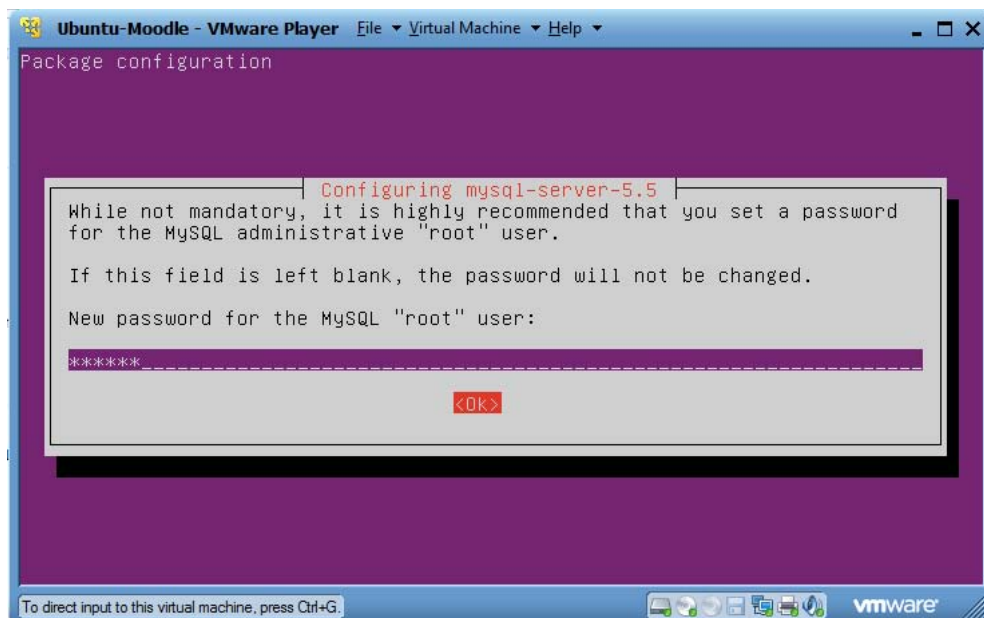 Ubuntu-Moodle - VMware Player File Virtual Machine Help
Package configuration
Configuring mysql-server-5.5
While not mandatory, it is highly recommended that you set a password
for the MySQL administrative "root" user.
If this field is left blank, the password will not be changed.
New password for the MySQL "root" user:
******
<Ok>
To direct input to this virtual machine, press Ctrl+G.
vmware